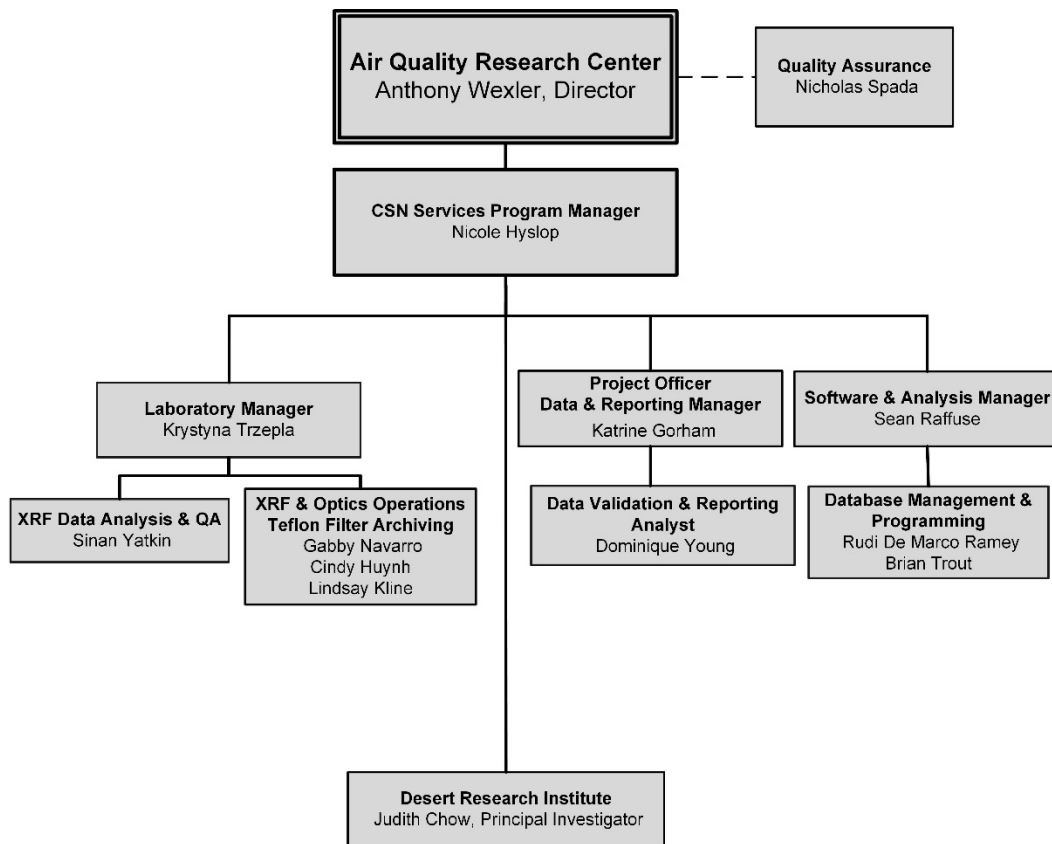 Air Quality Research Center
Anthony Wexler, Director
Quality Assurance
Nicholas Spada
CSN Services Program Manager
Nicole Hyslop
Laboratory Manager
Krystyna Trzepla
Project Officer
Data & Reporting Manager
Katrine Gorham
Software & Analysis Manager
Sean Raffuse
XRF Data Analysis & QA
Sinan Yatkin
XRF & Optics Operations
Teflon Filter Archiving
Gabby Navarro
Cindy Huynh
Lindsay Kline
Data Validation & Reporting
Analyst
Dominique Young
Database Management &
Programming
Rudi De Marco Ramey
Brian Trout
Desert Research Institute
Judith Chow, Principal Investigator